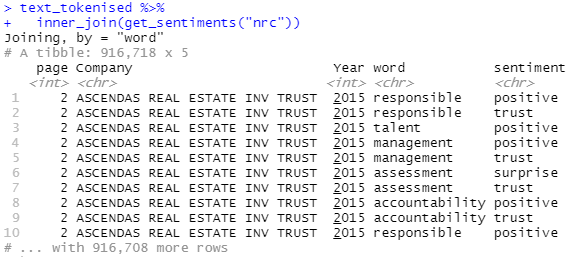 > text_tokenised %>%
+   inner_join(get_sentiments("nrc"))
Joining, by = "word"
# A tibble: 916,718 x 5
    page Company                         Year word           sentiment
   <int> <chr>                          <int> <chr>          <chr>
 1     2 ASCENDAS REAL ESTATE INV TRUST  2015 responsible    positive
 2     2 ASCENDAS REAL ESTATE INV TRUST  2015 responsible    trust
 3     2 ASCENDAS REAL ESTATE INV TRUST  2015 talent         positive
 4     2 ASCENDAS REAL ESTATE INV TRUST  2015 management     positive
 5     2 ASCENDAS REAL ESTATE INV TRUST  2015 management     trust
 6     2 ASCENDAS REAL ESTATE INV TRUST  2015 assessment     surprise
 7     2 ASCENDAS REAL ESTATE INV TRUST  2015 assessment     trust
 8     2 ASCENDAS REAL ESTATE INV TRUST  2015 accountability positive
 9     2 ASCENDAS REAL ESTATE INV TRUST  2015 accountability trust
10     2 ASCENDAS REAL ESTATE INV TRUST  2015 responsible    positive
# ... with 916,708 more rows